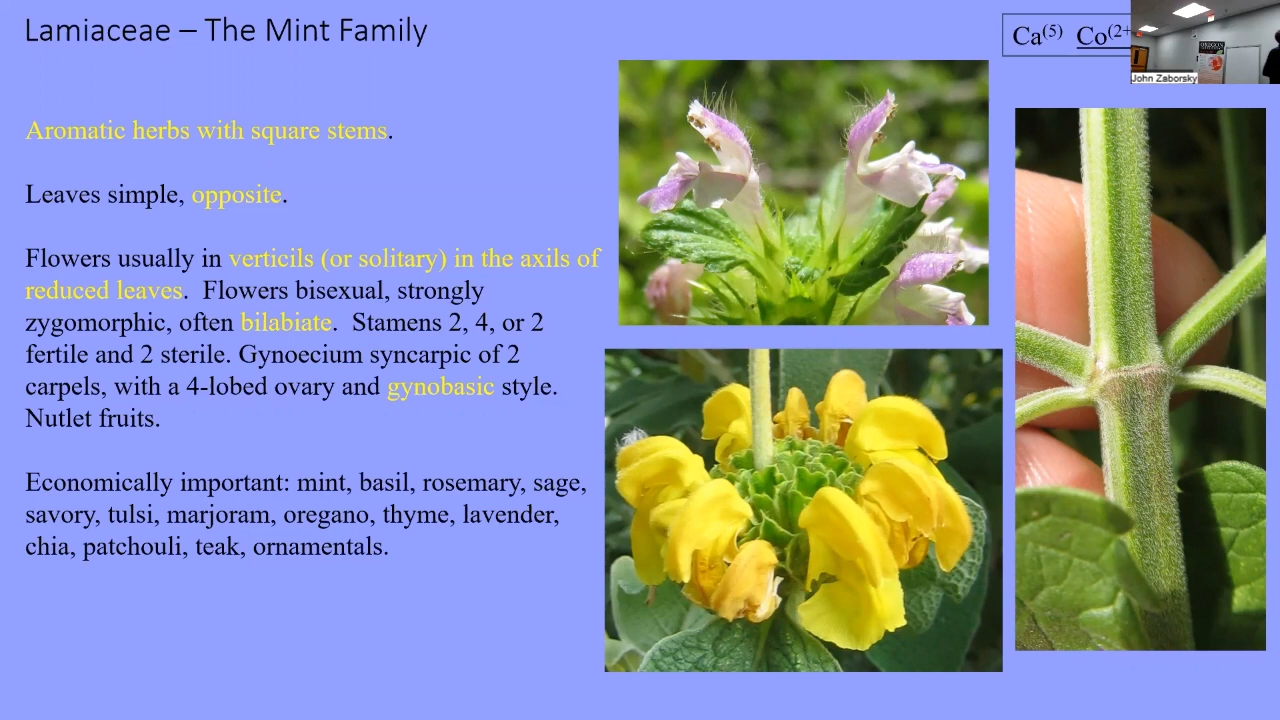 Lamiaceae – The Mint Family
Ca(5) Co(2+
John Zaborsky
OREGON
Aromatic herbs with square stems.
Leaves simple, opposite.
Flowers usually in verticils (or solitary) in the axils of
reduced leaves. Flowers bisexual, strongly
zygomorphic, often bilabiate. Stamens 2, 4, or 2
fertile and 2 sterile. Gynoecium syncarpic of 2
carpels, with a 4-lobed ovary and gynobasic style.
Nutlet fruits.
Economically important: mint, basil, rosemary, sage,
savory, tulsi, marjoram, oregano, thyme, lavender,
chia, patchouli, teak, ornamentals.